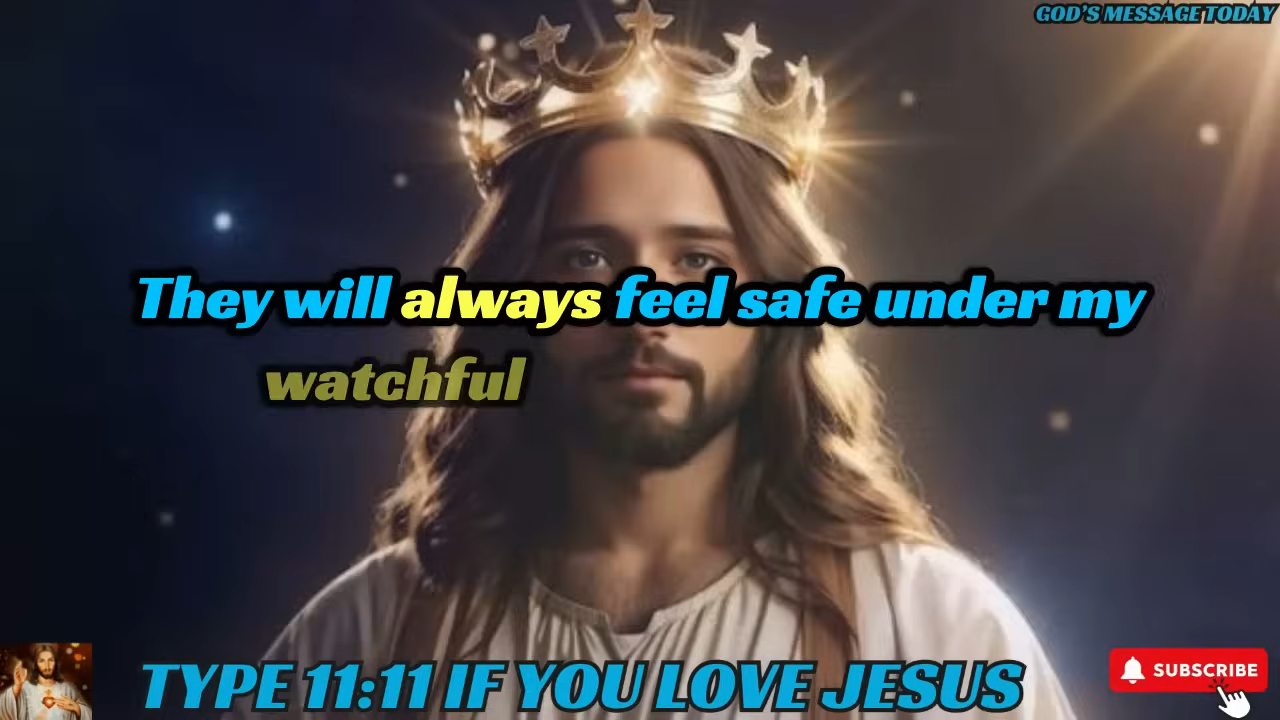 GOD'S MESSAGE TODAY
They will always feel safe under my
watchful
TYPE 11:11 IF YOU LOVE JESUS
SUBSCRIBE